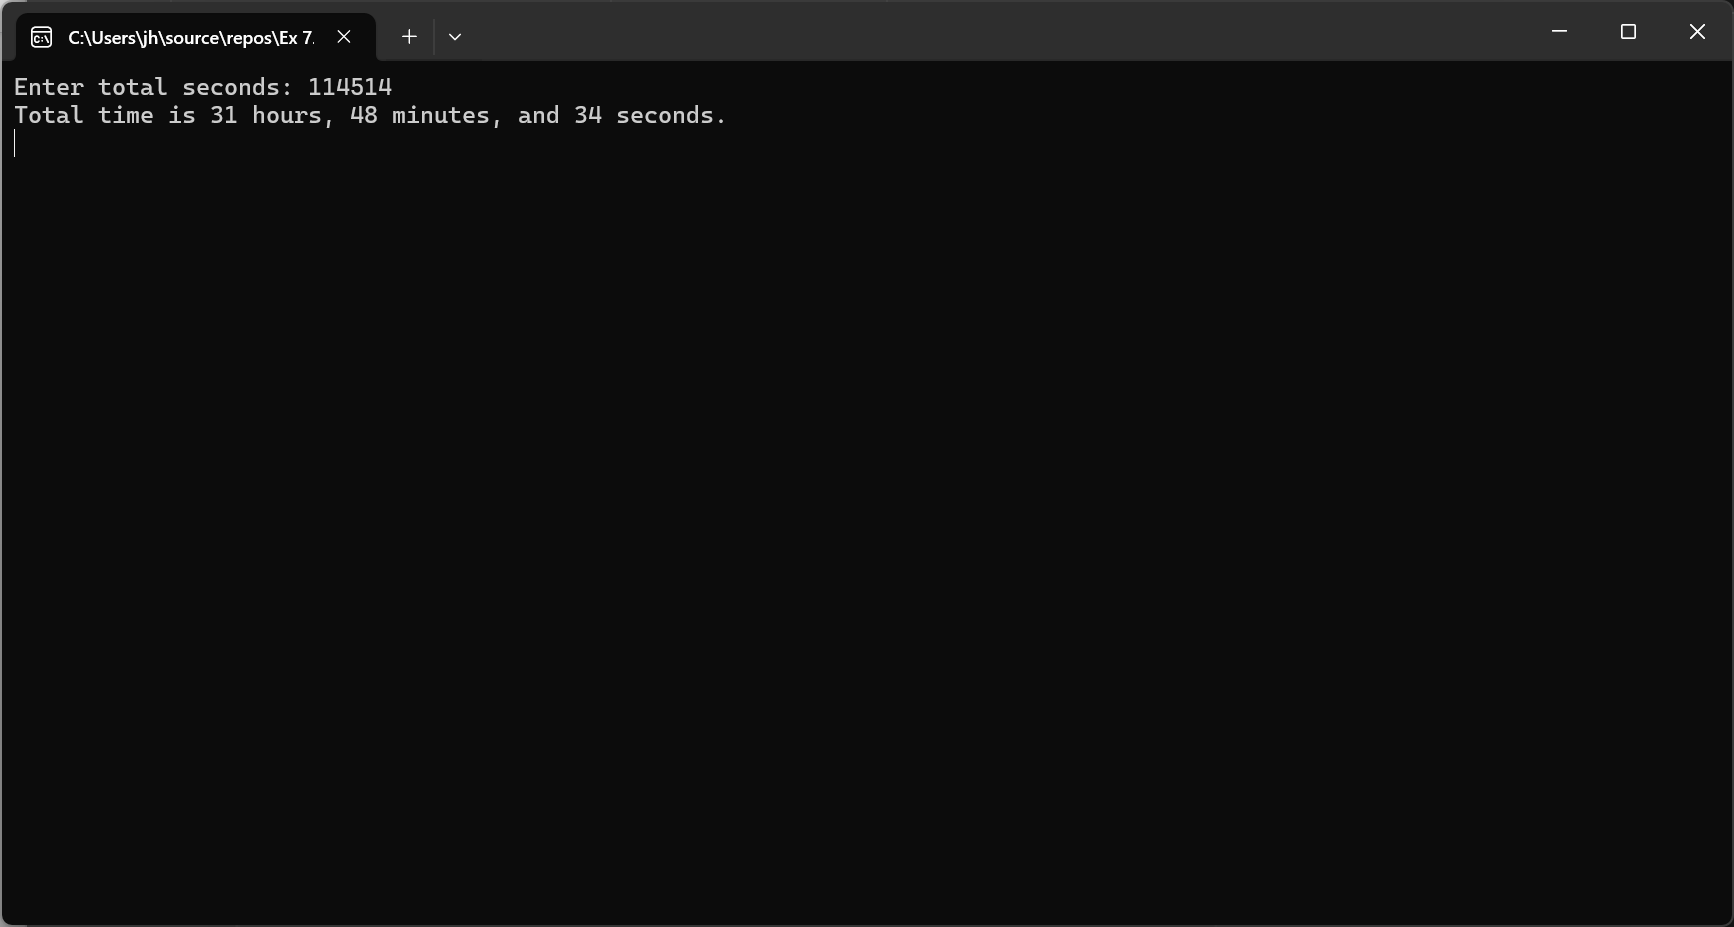 C:\Users\jh\source\repos\Ex 7.
Enter total seconds: 114514
Total time is 31 hours, 48 minutes, and 34 seconds.